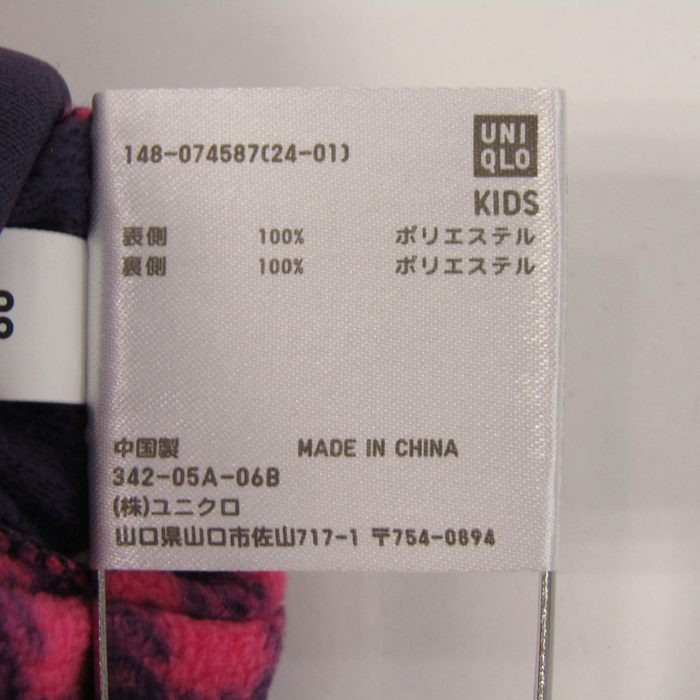 148-074587(24-01)
UNI
QLO
KIDS
表側 100% ポリエステル
裏側 100% ポリエステル
中国製 MADE IN CHINA
342-05A-06B
(株)ユニクロ
山口県山口市佐山717-1 〒754-0894